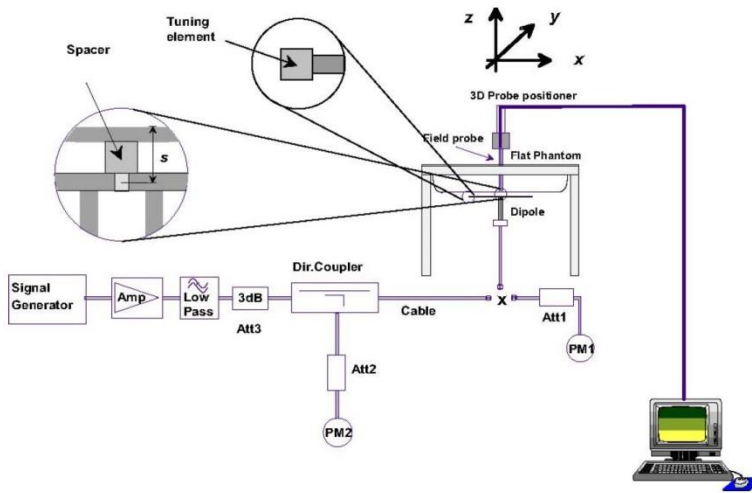 Tuning
element
Spacer
s
z
y
x
3D Probe positioner
Field probe
Flat Phantom
Dipole
Signal
Generator
Amp
Low
Pass
3dB
Att3
Dir.Coupler
Cable
x
Att1
PM1
Att2
PM2